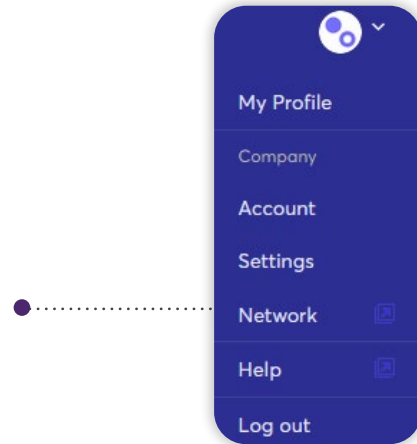 My Profile
Company
Account
Settings
Network
Help
Log out